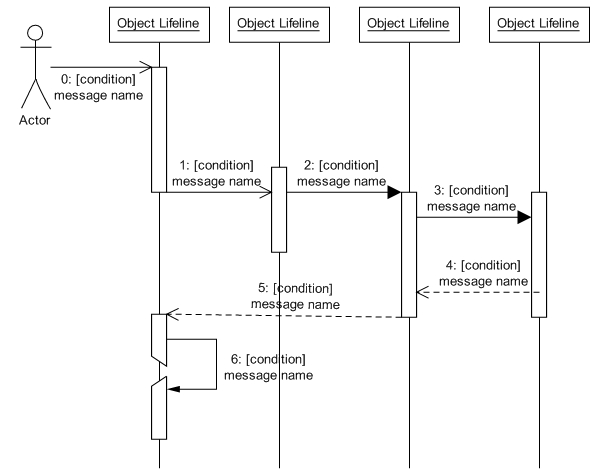 Object Lifeline
Object Lifeline
Object Lifeline
Object Lifeline
0: [condition]
message name
Actor
1: [condition]
message name
2: [condition]
message name
3: [condition]
message name
4: [condition]
message name
5: [condition]
message name
6: [condition]
message name